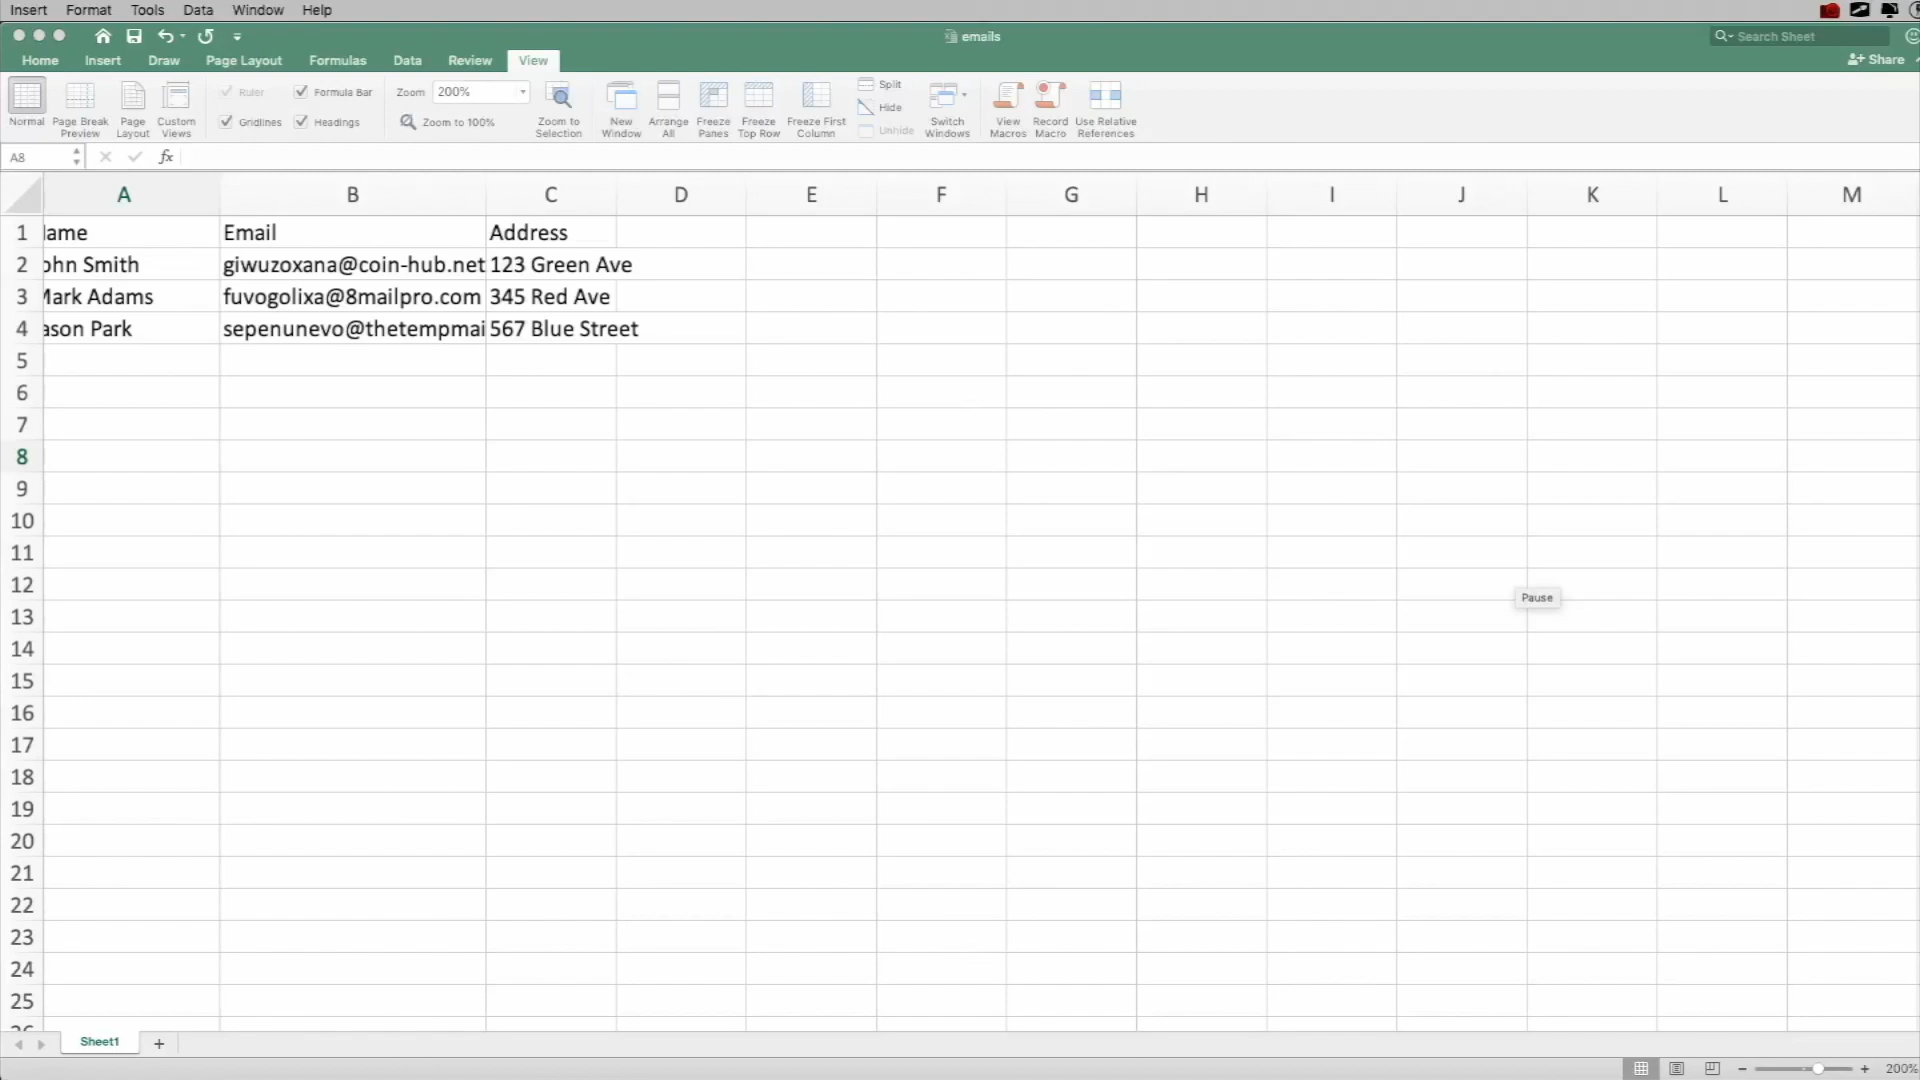 Insert Format Tools Data Window Help
emails
Search Sheet
Home Insert Draw Page Layout Formulas Data Review View
Share
Normal
Page Break Preview
Page Layout
Custom Views
Ruler
Formula Bar
Gridlines
Headings
Zoom 200%
Zoom to 100%
Zoom to Selection
New Window
Arrange All
Freeze Panes
Freeze Top Row
Freeze First Column
Split
Hide
Unhide
Switch Windows
View Macros
Record Macro
Use Relative References
A8
fx
A B C D E F G H I J K L M
1 lame Email Address
2 ohn Smith giwuzoxana@coin-hub.net 123 Green Ave
3 Mark Adams fuvogolixa@8mailpro.com 345 Red Ave
4 ason Park sepenunevo@thetempmai 567 Blue Street
5
6
7
8
9
10
11
12
Pause
13
14
15
16
17
18
19
20
21
22
23
24
25
Sheet1 +
200%